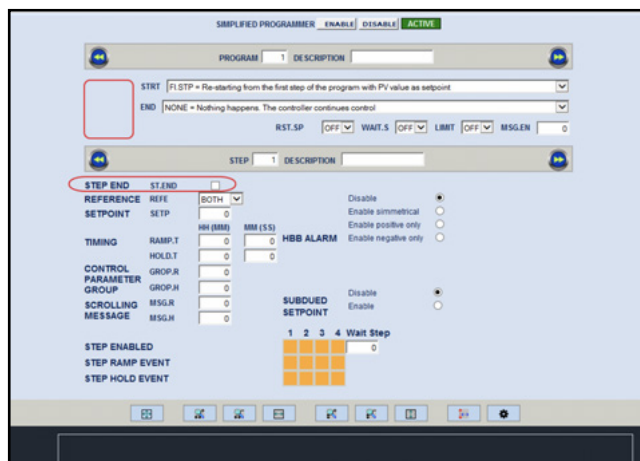 SIMPLIFIED PROGRAMMER ENABLE DISABLE ACTIVE
PROGRAM 1 DESCRIPTION
STRT FI.STP = Re-starting from the first step of the program with PV value as setpoint
END NONE = Nothing happens. The controller continues control
RST.SP OFF WAIT.S OFF LIMIT OFF MSG.EN 0
STEP 1 DESCRIPTION
STEP END ST.END
REFERENCE REFE BOTH
SETPOINT SETP 0
HH (MM) MM (SS)
TIMING RAMP.T 0 0
HOLD.T 0 0
CONTROL PARAMETER GROUP GROP.R 0
GROP.H 0
SCROLLING MESSAGE MSG.R 0
MSG.H 0
HBB ALARM
Disable
Enable simmetrical
Enable positive only
Enable negative only
SUBDUED SETPOINT
Disable
Enable
1 2 3 4 Wait Step
STEP ENABLED 0
STEP RAMP EVENT
STEP HOLD EVENT